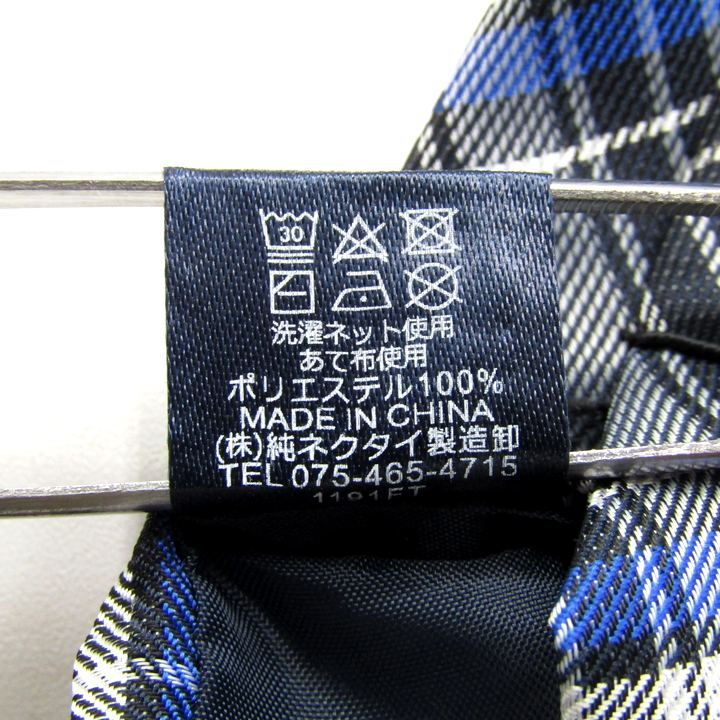 30
洗濯ネット使用
あて布使用
ポリエステル100%
MADE IN CHINA
(株)純ネクタイ製造卸
TEL 075-465-4715